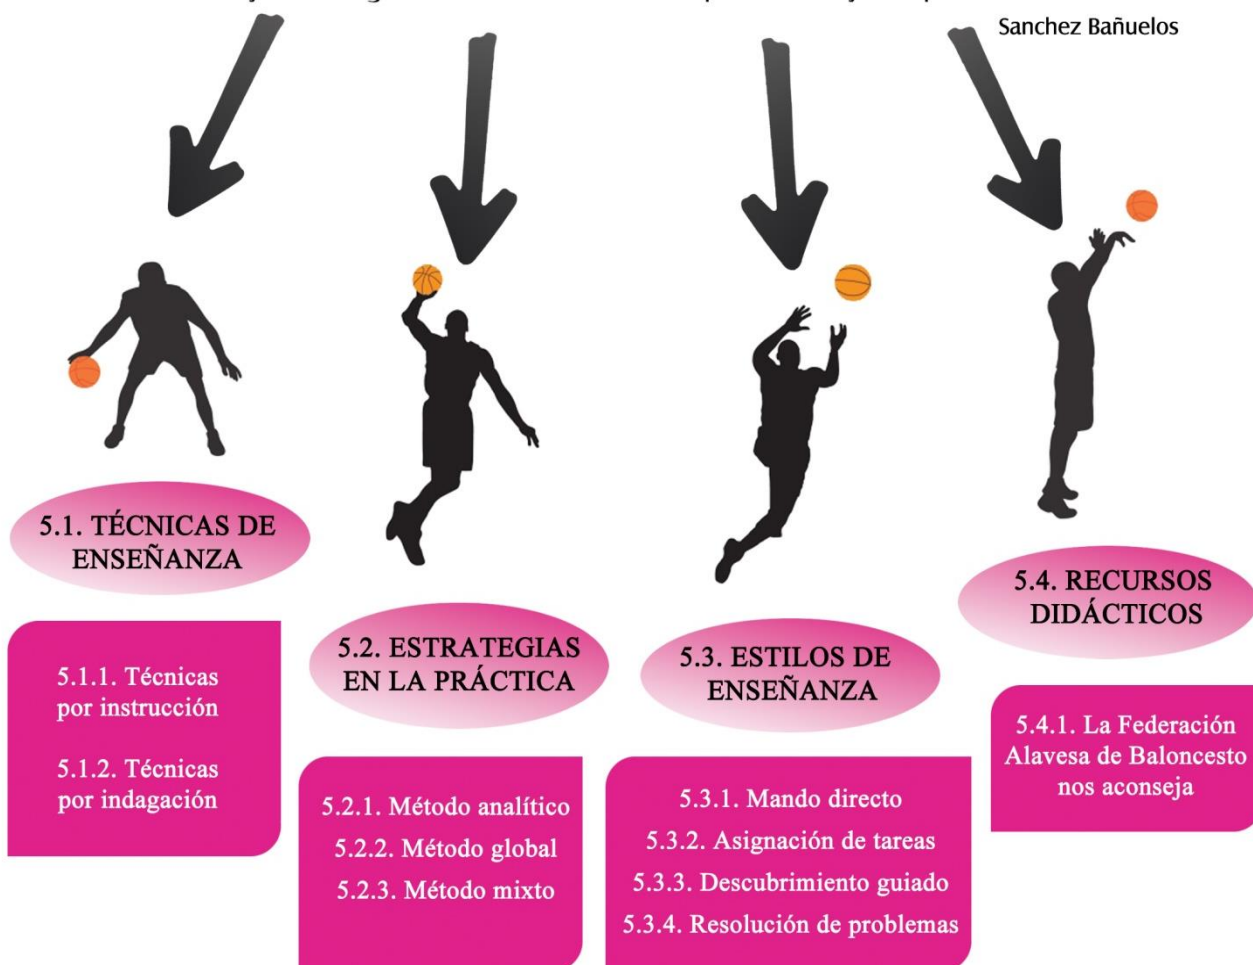 Sanchez Bañuelos
5.1. TÉCNICAS DE
ENSEÑANZA
5.1.1. Técnicas
por instrucción
5.1.2. Técnicas
por indagación
5.2. ESTRATEGIAS
EN LA PRÁCTICA
5.2.1. Método analítico
5.2.2. Método global
5.2.3. Método mixto
5.3. ESTILOS DE
ENSEÑANZA
5.3.1. Mando directo
5.3.2. Asignación de tareas
5.3.3. Descubrimiento guiado
5.3.4. Resolución de problemas
5.4. RECURSOS
DIDÁCTICOS
5.4.1. La Federación
Alavesa de Baloncesto
nos aconseja